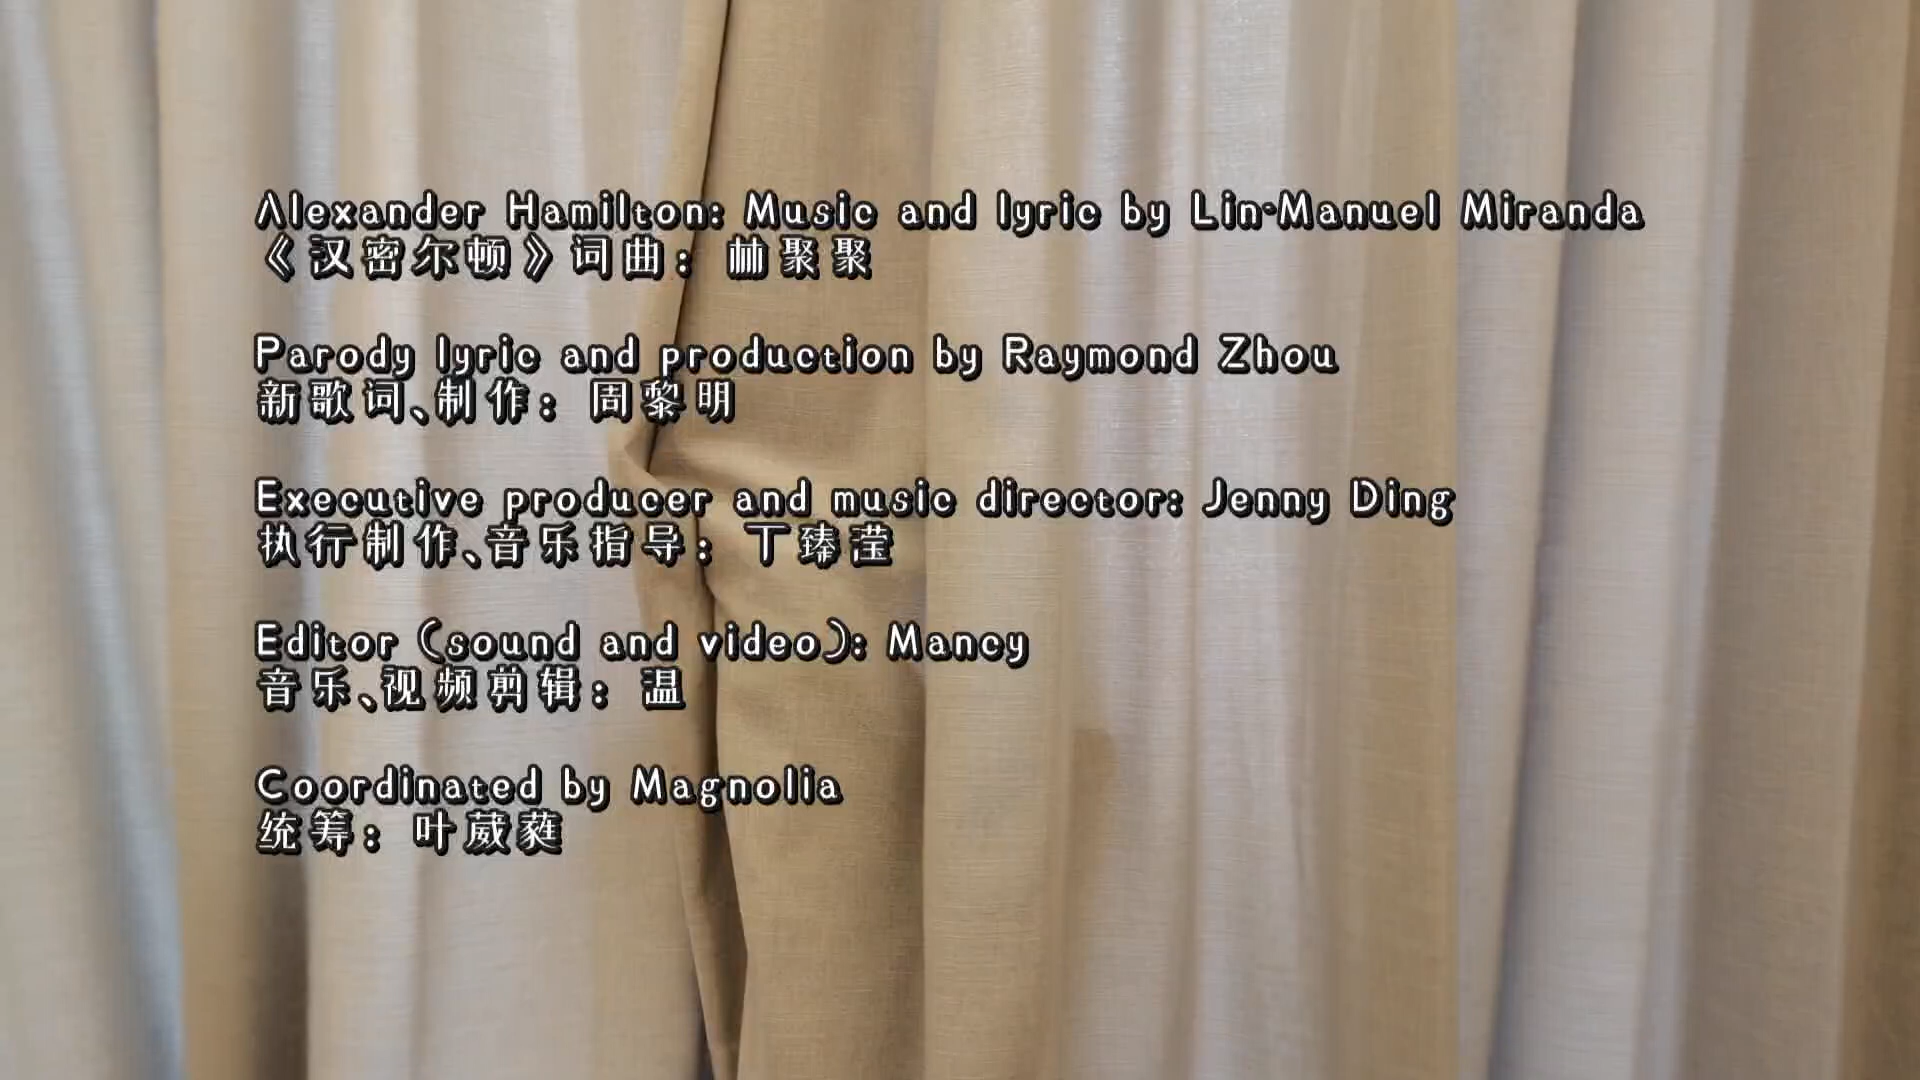 Alexander Hamilton: Music and lyric by Lin-Manuel Miranda
《汉密尔顿》词曲：林聚聚
Parody lyric and production by Raymond Zhou
新歌词、制作：周黎明
Executive producer and music director: Jenny Ding
执行制作、音乐指导：丁臻滢
Editor (sound and video): Mancy
音乐、视频剪辑：温
Coordinated by Magnolia
统筹：叶葳蕤